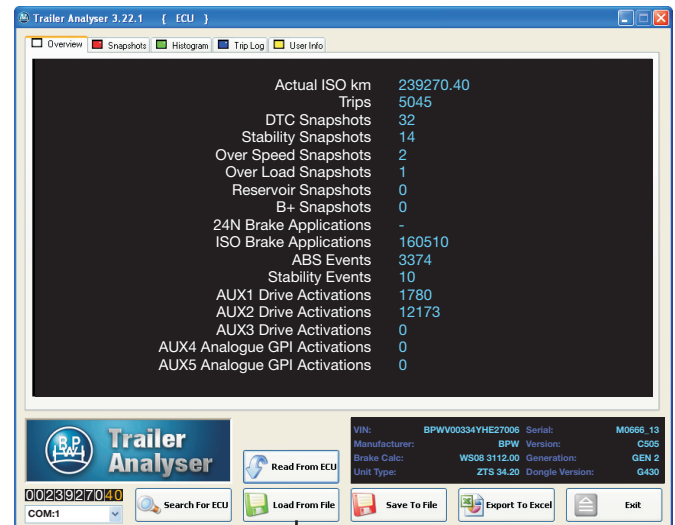 Trailer Analyser 3.22.1 { ECU }
Overview Snapshots Histogram Trip Log User Info
Actual ISO km 239270.40
Trips 5045
DTC Snapshots 32
Stability Snapshots 14
Over Speed Snapshots 2
Over Load Snapshots 1
Reservoir Snapshots 0
B+ Snapshots 0
24N Brake Applications -
ISO Brake Applications 160510
ABS Events 3374
Stability Events 10
AUX1 Drive Activations 1780
AUX2 Drive Activations 12173
AUX3 Drive Activations 0
AUX4 Analogue GPI Activations 0
AUX5 Analogue GPI Activations 0
BPW
Trailer
Analyser
Read From ECU
VIN: BPWV00334YHE27006 Serial: M0666_13
Manufacturer: BPW Version: C505
Brake Calc: WS08 3112.00 Generation: GEN 2
Unit Type: ZTS 34.20 Dongle Version: G430
0023927040
COM:1
Search For ECU
Load From File
Save To File
Export To Excel
Exit